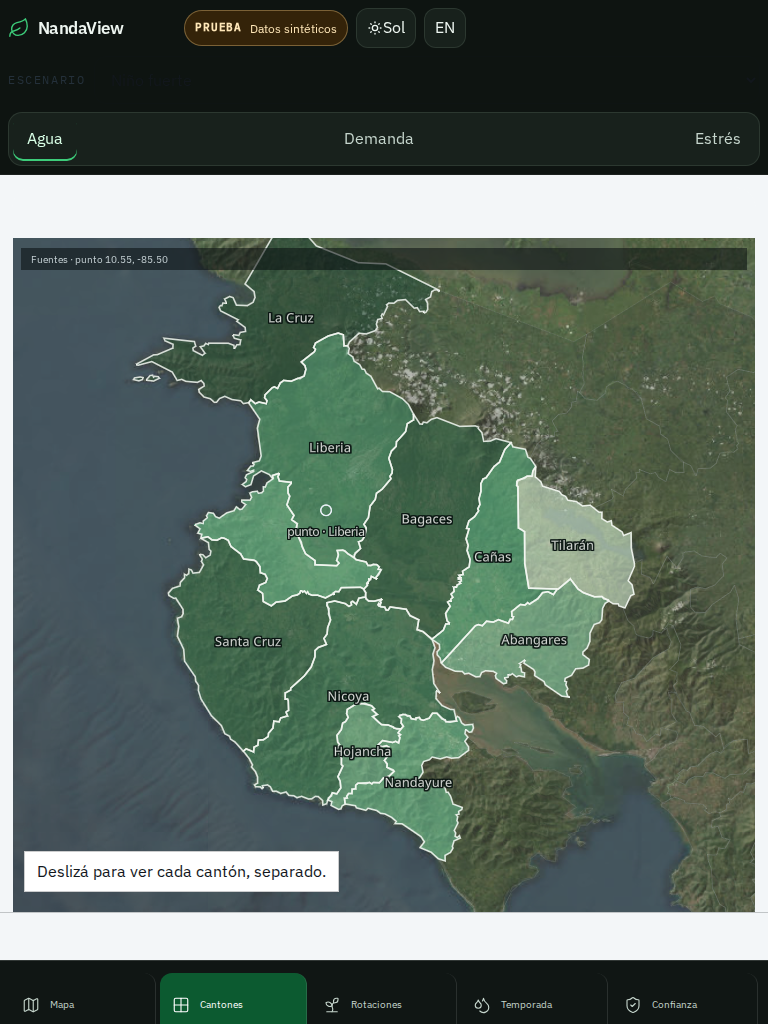 NandaView
PRUEBA Datos sintéticos
Sol
EN
ESCENARIO
Agua
Demanda
Estrés
Fuentes · punto 10.55, -85.50
La Cruz
Liberia
Bagaces
punto · Liberia
Tilarán
Cañas
Santa Cruz
Abangares
Nicoya
Hojancha
Nandayure
Deslizá para ver cada cantón, separado.
Mapa
Cantones
Rotaciones
Temporada
Confianza